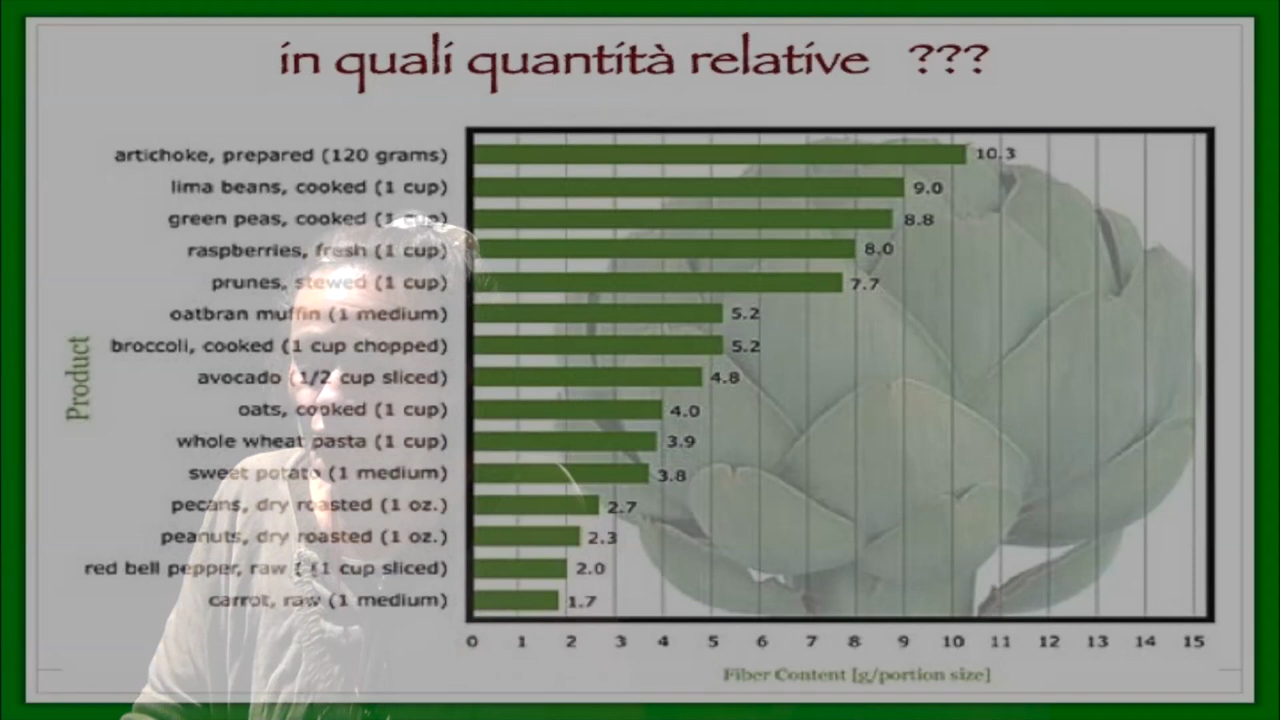 in quali quantità relative ???
artichoke, prepared (120 grams) 10.3
lima beans, cooked (1 cup) 9.0
green peas, cooked (1 cup) 8.8
raspberries, fresh (1 cup) 8.0
prunes, stewed (1 cup) 7.7
oatbran muffin (1 medium) 5.2
broccoli, cooked (1 cup chopped) 5.2
avocado (1/2 cup sliced) 4.8
oats, cooked (1 cup) 4.0
whole wheat pasta (1 cup) 3.9
sweet potato (1 medium) 3.8
pecans, dry roasted (1 oz.) 2.7
peanuts, dry roasted (1 oz.) 2.3
red bell pepper, raw ( 1 cup sliced) 2.0
carrot, raw (1 medium) 1.7
Product
0 1 2 3 4 5 6 7 8 9 10 11 12 13 14 15
Fiber Content [g/portion size]